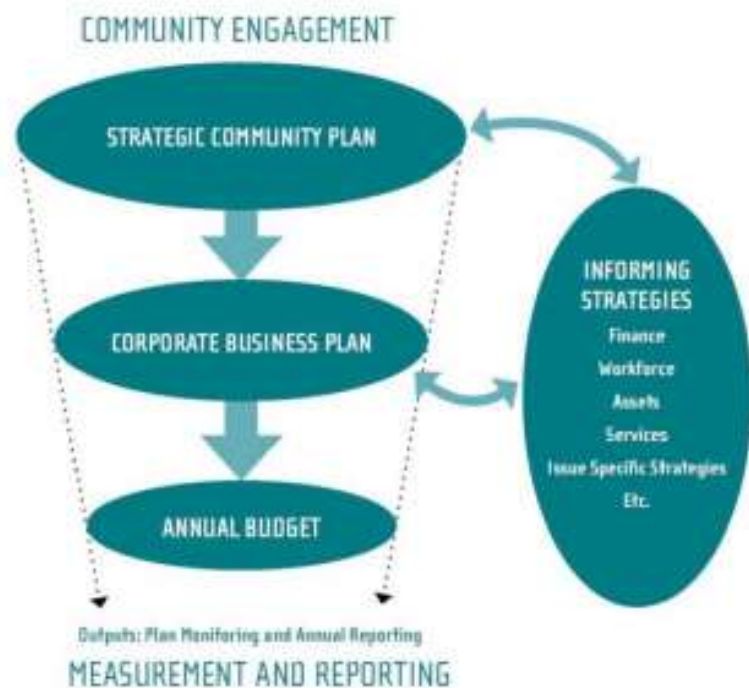 COMMUNITY ENGAGEMENT
STRATEGIC COMMUNITY PLAN
CORPORATE BUSINESS PLAN
ANNUAL BUDGET
INFORMING
STRATEGIES
Finance
Workforce
Assets
Services
Issue Specific Strategies
Etc.
Outputs: Plan Monitoring and Annual Reporting
MEASUREMENT AND REPORTING